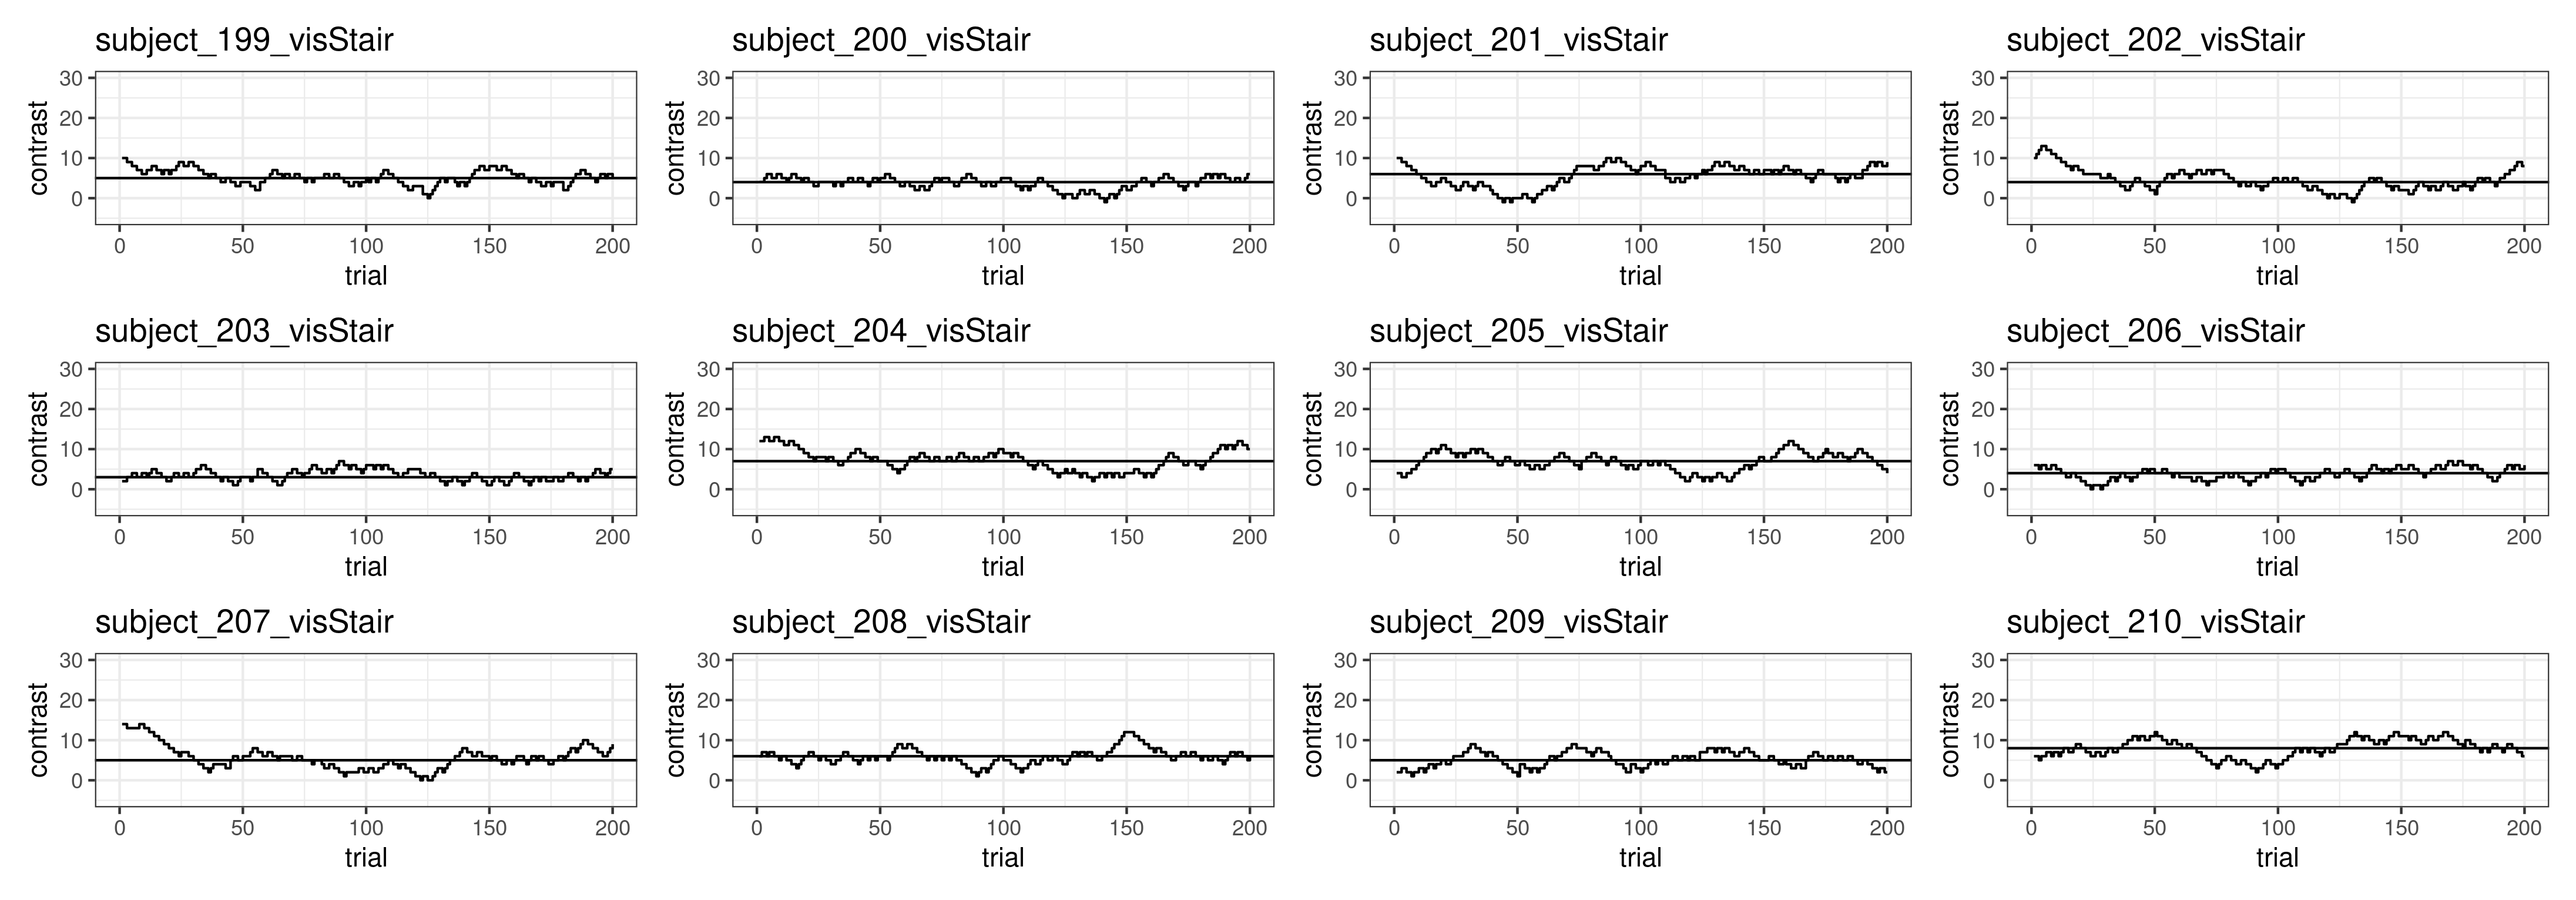 subject_199_visStair
subject_200_visStair
subject_201_visStair
subject_202_visStair
contrast
30
20
10
0
0 50 100 150 200
trial
contrast
30
20
10
0
0 50 100 150 200
trial
contrast
30
20
10
0
0 50 100 150 200
trial
contrast
30
20
10
0
0 50 100 150 200
trial
subject_203_visStair
subject_204_visStair
subject_205_visStair
subject_206_visStair
contrast
30
20
10
0
0 50 100 150 200
trial
contrast
30
20
10
0
0 50 100 150 200
trial
contrast
30
20
10
0
0 50 100 150 200
trial
contrast
30
20
10
0
0 50 100 150 200
trial
subject_207_visStair
subject_208_visStair
subject_209_visStair
subject_210_visStair
contrast
30
20
10
0
0 50 100 150 200
trial
contrast
30
20
10
0
0 50 100 150 200
trial
contrast
30
20
10
0
0 50 100 150 200
trial
contrast
30
20
10
0
0 50 100 150 200
trial